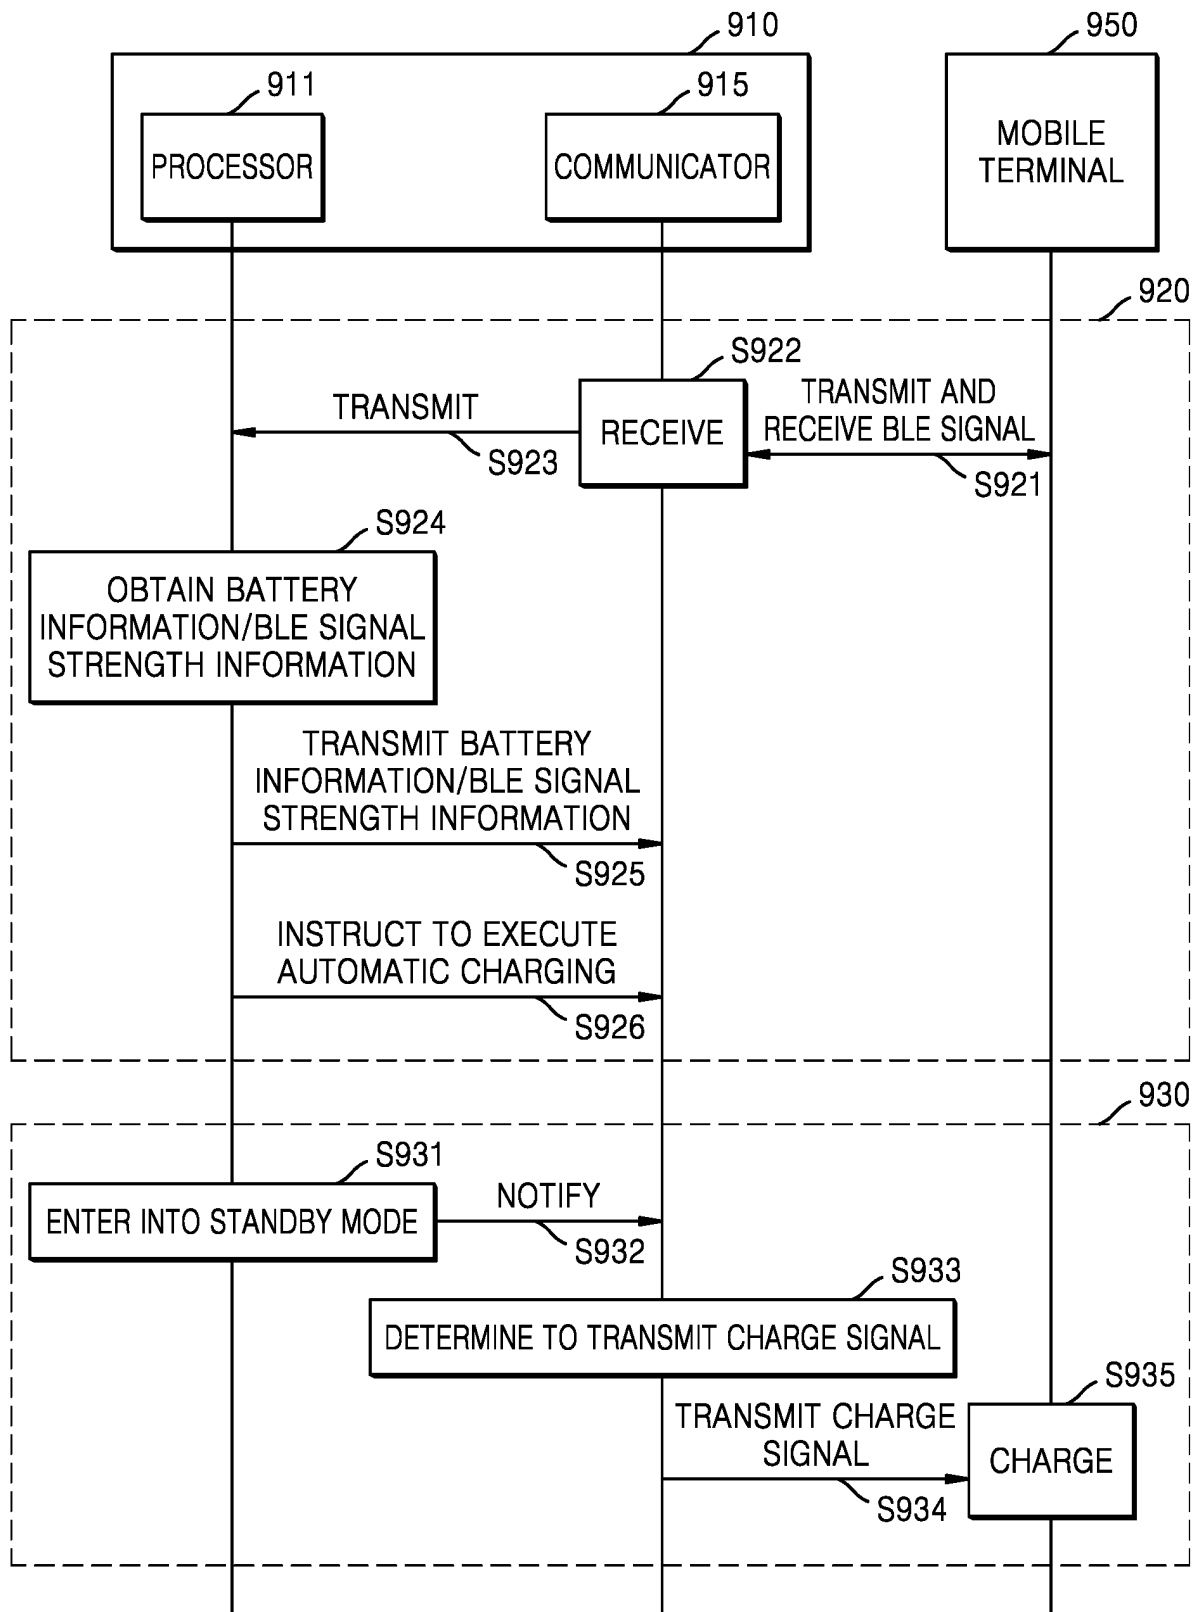 910
950
911
915
PROCESSOR
COMMUNICATOR
MOBILE
TERMINAL
920
S922
TRANSMIT
RECEIVE
TRANSMIT AND
RECEIVE BLE SIGNAL
S923
S921
S924
OBTAIN BATTERY
INFORMATION/BLE SIGNAL
STRENGTH INFORMATION
TRANSMIT BATTERY
INFORMATION/BLE SIGNAL
STRENGTH INFORMATION
S925
INSTRUCT TO EXECUTE
AUTOMATIC CHARGING
S926
930
S931
ENTER INTO STANDBY MODE
NOTIFY
S932
S933
DETERMINE TO TRANSMIT CHARGE SIGNAL
S935
TRANSMIT CHARGE
SIGNAL
CHARGE
S934